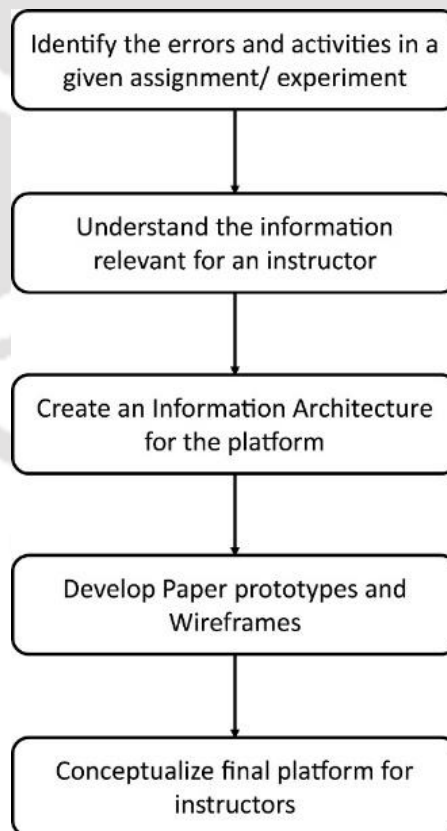 Identify the errors and activities in a
given assignment/ experiment
Understand the information
relevant for an instructor
Create an Information Architecture
for the platform
Develop Paper prototypes and
Wireframes
Conceptualize final platform for
instructors